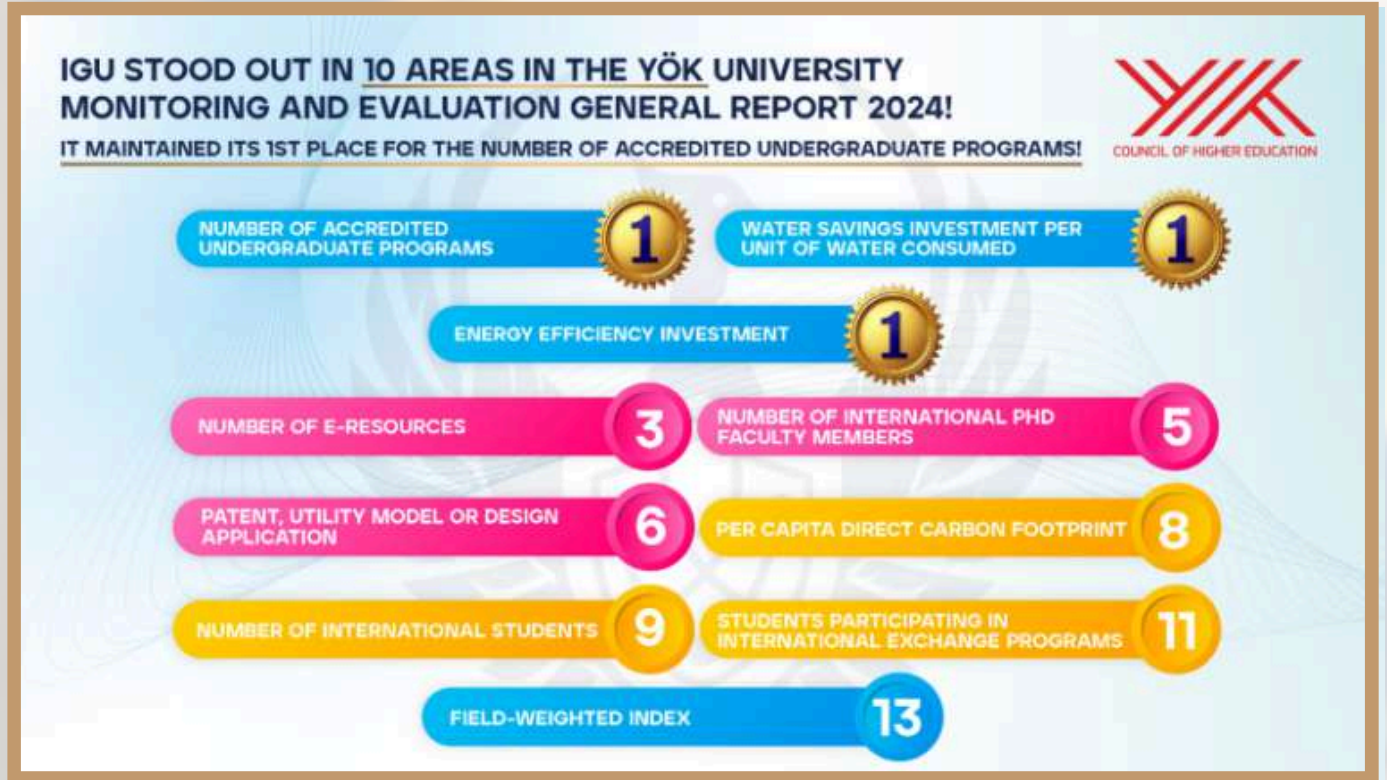 IGU STOOD OUT IN 10 AREAS IN THE YÖK UNIVERSITY
MONITORING AND EVALUATION GENERAL REPORT 2024!
IT MAINTAINED ITS 1ST PLACE FOR THE NUMBER OF ACCREDITED UNDERGRADUATE PROGRAMS!
YÖK
COUNCIL OF HIGHER EDUCATION
NUMBER OF ACCREDITED
UNDERGRADUATE PROGRAMS
1
WATER SAVINGS INVESTMENT PER
UNIT OF WATER CONSUMED
1
ENERGY EFFICIENCY INVESTMENT
1
NUMBER OF E-RESOURCES
3
NUMBER OF INTERNATIONAL PHD
FACULTY MEMBERS
5
PATENT, UTILITY MODEL OR DESIGN
APPLICATION
6
PER CAPITA DIRECT CARBON FOOTPRINT
8
NUMBER OF INTERNATIONAL STUDENTS
9
STUDENTS PARTICIPATING IN
INTERNATIONAL EXCHANGE PROGRAMS
11
FIELD-WEIGHTED INDEX
13